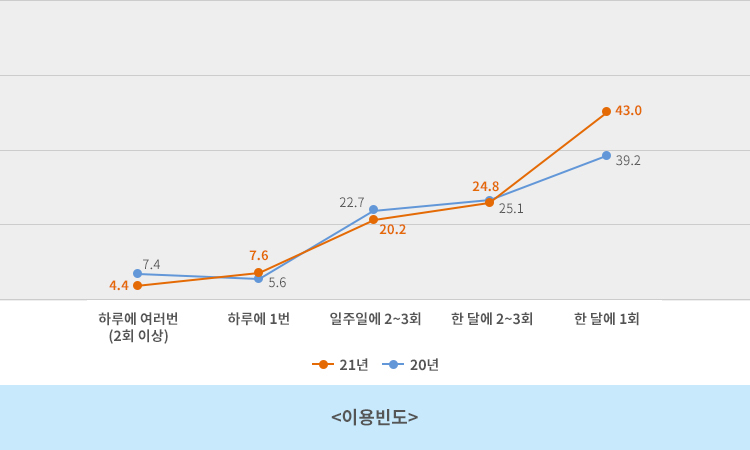 43.0
39.2
24.8
25.1
22.7
20.2
7.6
7.4
5.6
4.4
하루에 여러번
(2회 이상)
하루에 1번
일주일에 2~3회
한 달에 2~3회
한 달에 1회
21년
20년
<이용빈도>